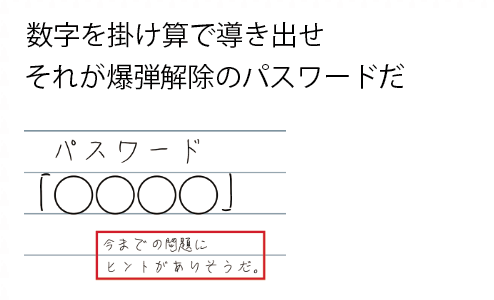 数字を掛け算で導き出せ
それが爆弾解除のパスワードだ
パスワード
「○○○○」
今までの問題に
ヒントがありそうだ。